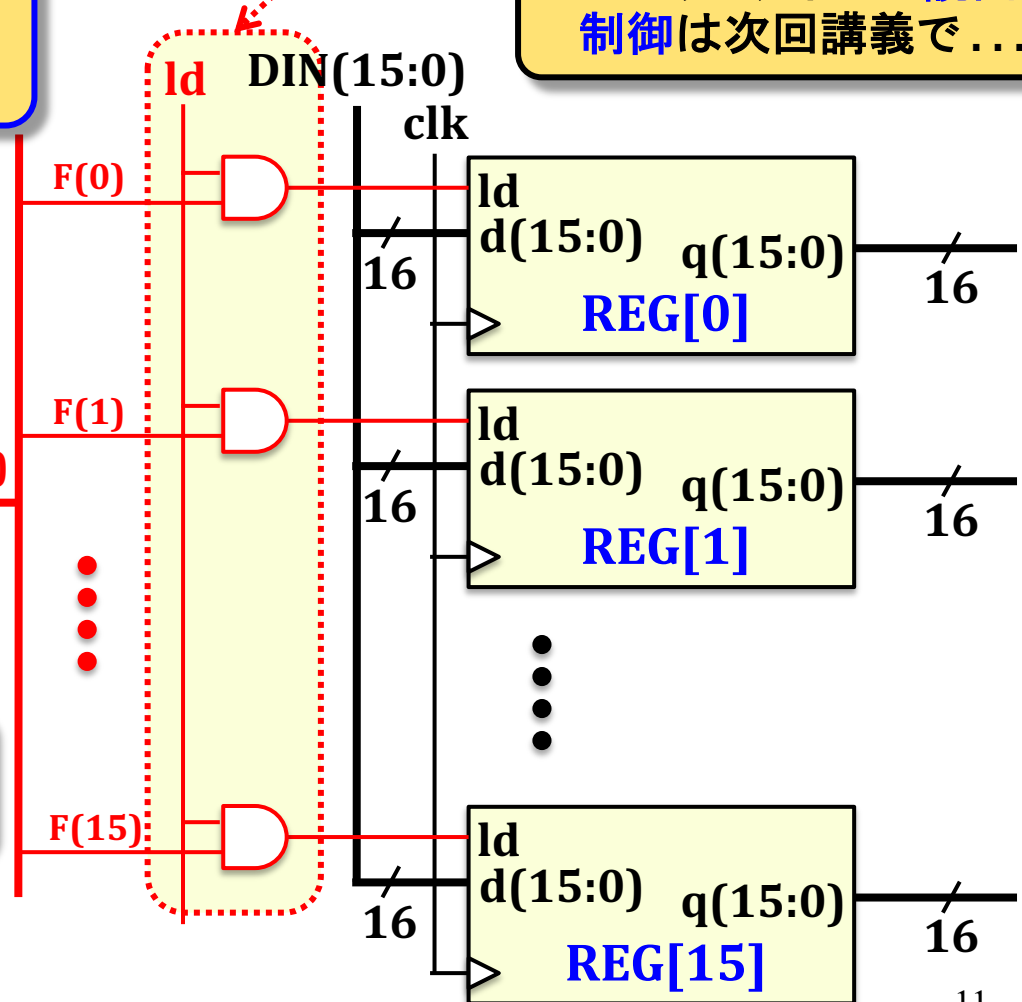 制御は次回講義で...
ld
DIN(15:0)
clk
F(0)
ld
d(15:0)
q(15:0)
16
16
REG[0]
F(1)
ld
d(15:0)
q(15:0)
16
16
REG[1]
F(15)
ld
d(15:0)
q(15:0)
16
16
REG[15]